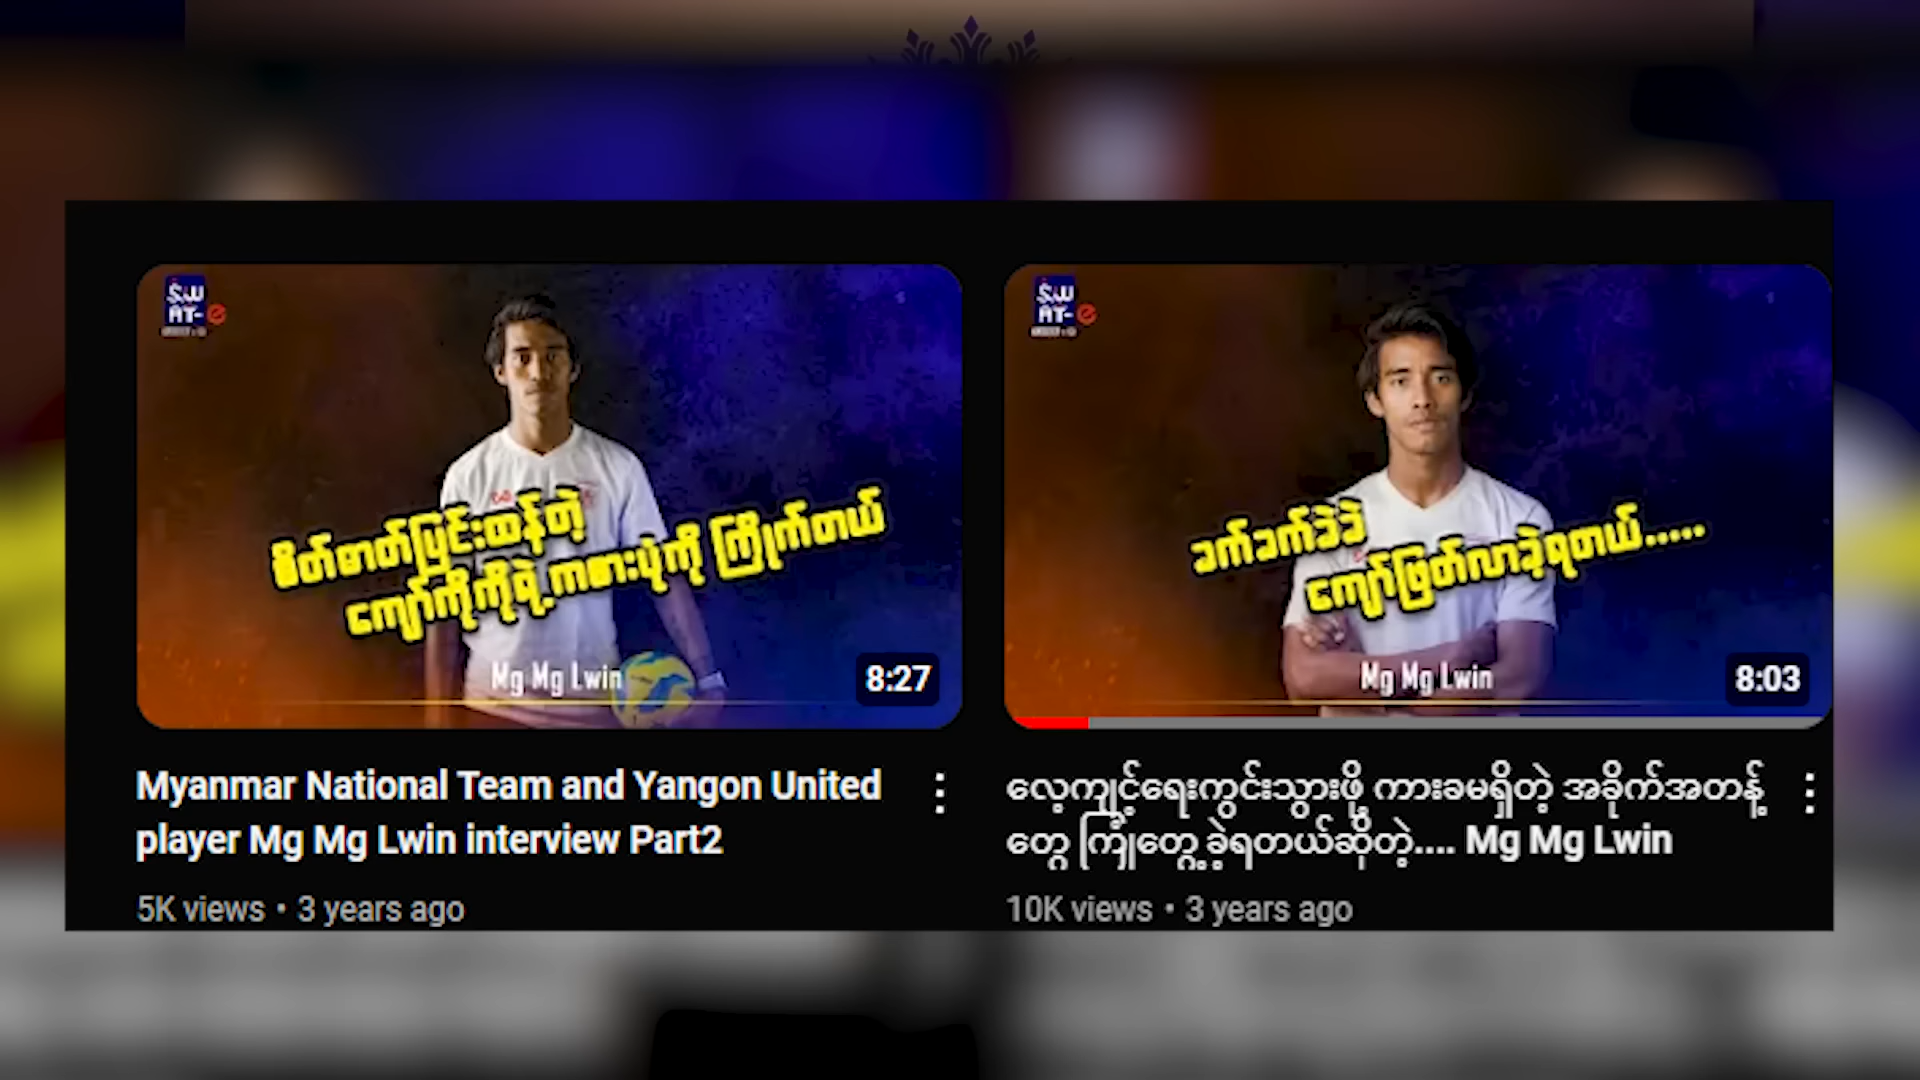 SW
AT-e
စိတ်ဓာတ်ပြင်းထန်တဲ့
ကျော်ကိုကိုရဲ့ ကစားပုံကို ကြိုက်တယ်
Mg Mg Lwin
8:27
Myanmar National Team and Yangon United
player Mg Mg Lwin interview Part2
5K views • 3 years ago
SW
AT-e
ခက်ခက်ခဲခဲ
ကျော်ဖြတ်လာခဲ့ရတယ်.....
Mg Mg Lwin
8:03
လေ့ကျင့်ရေးကွင်းသွားဖို့ ကားခမရှိတဲ့ အခိုက်အတန့်
တွေ ကြုံတွေ့ခဲ့ရတယ်ဆိုတဲ့.... Mg Mg Lwin
10K views • 3 years ago